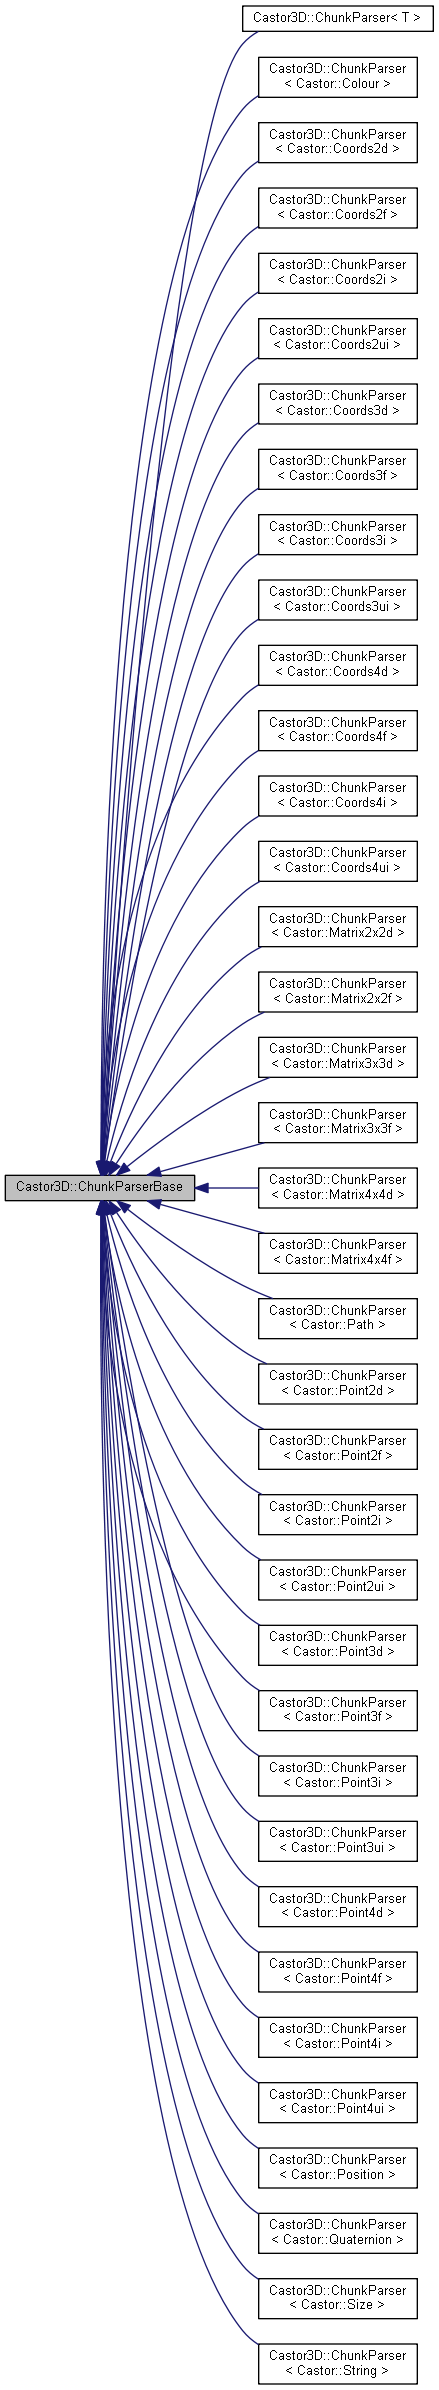 Castor3D::ChunkParser< T >
Castor3D::ChunkParser
< Castor::Colour >
Castor3D::ChunkParser
< Castor::Coords2d >
Castor3D::ChunkParser
< Castor::Coords2f >
Castor3D::ChunkParser
< Castor::Coords2i >
Castor3D::ChunkParser
< Castor::Coords2ui >
Castor3D::ChunkParser
< Castor::Coords3d >
Castor3D::ChunkParser
< Castor::Coords3f >
Castor3D::ChunkParser
< Castor::Coords3i >
Castor3D::ChunkParser
< Castor::Coords3ui >
Castor3D::ChunkParser
< Castor::Coords4d >
Castor3D::ChunkParser
< Castor::Coords4f >
Castor3D::ChunkParser
< Castor::Coords4i >
Castor3D::ChunkParser
< Castor::Coords4ui >
Castor3D::ChunkParser
< Castor::Matrix2x2d >
Castor3D::ChunkParser
< Castor::Matrix2x2f >
Castor3D::ChunkParser
< Castor::Matrix3x3d >
Castor3D::ChunkParser
< Castor::Matrix3x3f >
Castor3D::ChunkParserBase
Castor3D::ChunkParser
< Castor::Matrix4x4d >
Castor3D::ChunkParser
< Castor::Matrix4x4f >
Castor3D::ChunkParser
< Castor::Path >
Castor3D::ChunkParser
< Castor::Point2d >
Castor3D::ChunkParser
< Castor::Point2f >
Castor3D::ChunkParser
< Castor::Point2i >
Castor3D::ChunkParser
< Castor::Point2ui >
Castor3D::ChunkParser
< Castor::Point3d >
Castor3D::ChunkParser
< Castor::Point3f >
Castor3D::ChunkParser
< Castor::Point3i >
Castor3D::ChunkParser
< Castor::Point3ui >
Castor3D::ChunkParser
< Castor::Point4d >
Castor3D::ChunkParser
< Castor::Point4f >
Castor3D::ChunkParser
< Castor::Point4i >
Castor3D::ChunkParser
< Castor::Point4ui >
Castor3D::ChunkParser
< Castor::Position >
Castor3D::ChunkParser
< Castor::Quaternion >
Castor3D::ChunkParser
< Castor::Size >
Castor3D::ChunkParser
< Castor::String >